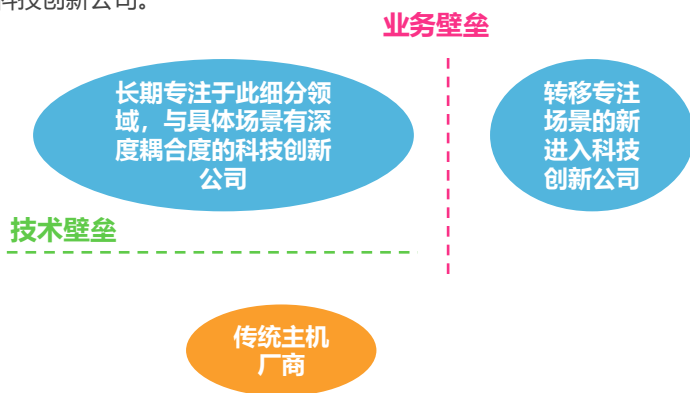 科技创新公司。
业务壁垒
长期专注于此细分领
域，与具体场景有深
度耦合度的科技创新
公司
转移专注
场景的新
进入科技
创新公司
技术壁垒
传统主机
厂商